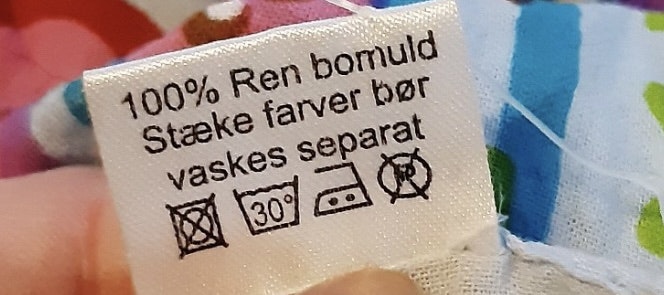 100% Ren bomuld
Stæke farver bør
vaskes separat
30°
P